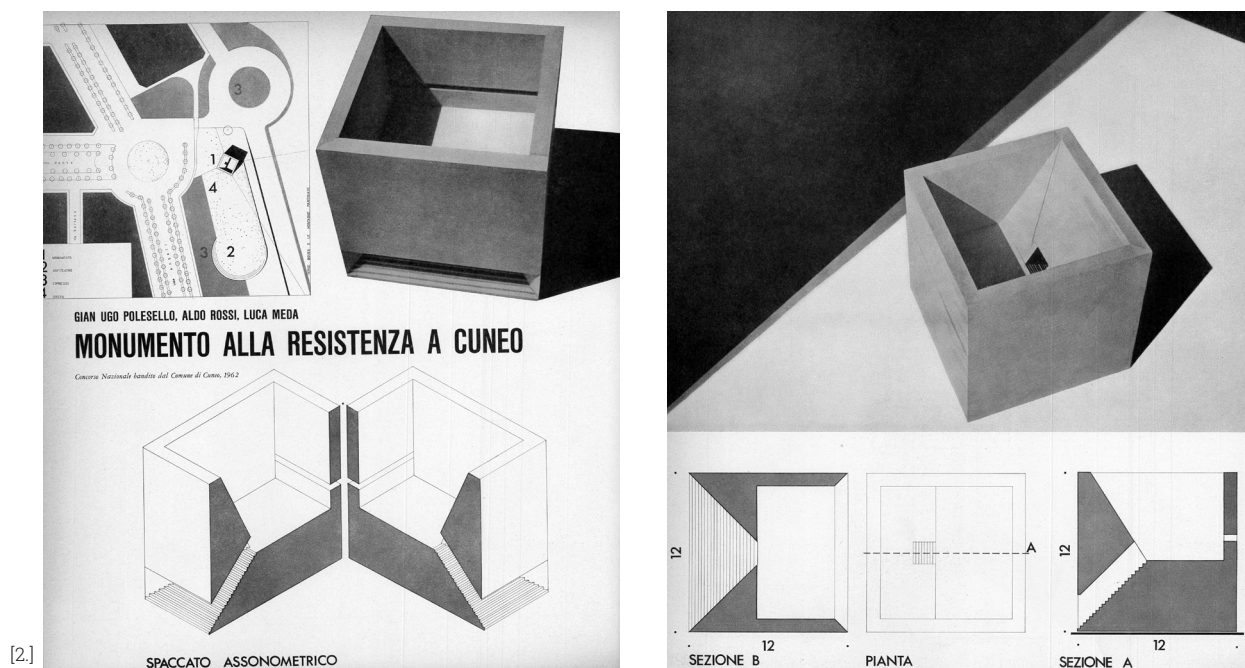 3
1
1
4
3
2
GIAN UGO POLESELLO, ALDO ROSSI, LUCA MEDA
MONUMENTO ALLA RESISTENZA A CUNEO
Concorso Nazionale bandito dal Comune di Cuneo, 1962
SPACCATO ASSONOMETRICO
[2.]
12
A
12
12
12
SEZIONE B
PIANTA
SEZIONE A